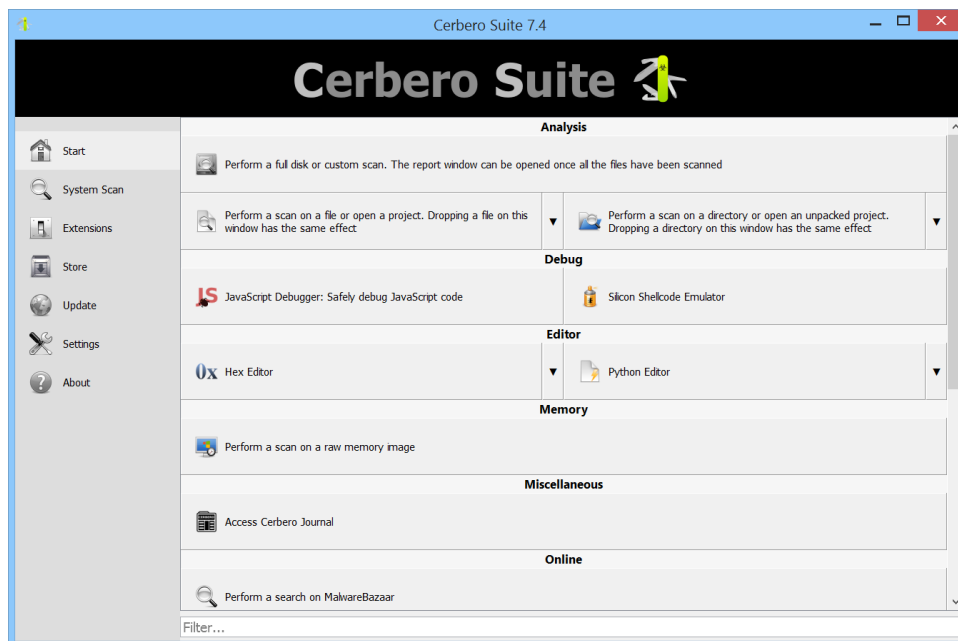 Cerbero Suite 7.4
Cerbero Suite
Start
System Scan
Extensions
Store
Update
Settings
About
Analysis
Perform a full disk or custom scan. The report window can be opened once all the files have been scanned
Perform a scan on a file or open a project. Dropping a file on this
window has the same effect
Perform a scan on a directory or open an unpacked project.
Dropping a directory on this window has the same effect
Debug
JS
JavaScript Debugger: Safely debug JavaScript code
Silicon Shellcode Emulator
Editor
0x
Hex Editor
Python Editor
Memory
Perform a scan on a raw memory image
Miscellaneous
Access Cerbero Journal
Online
Perform a search on MalwareBazaar
Filter...